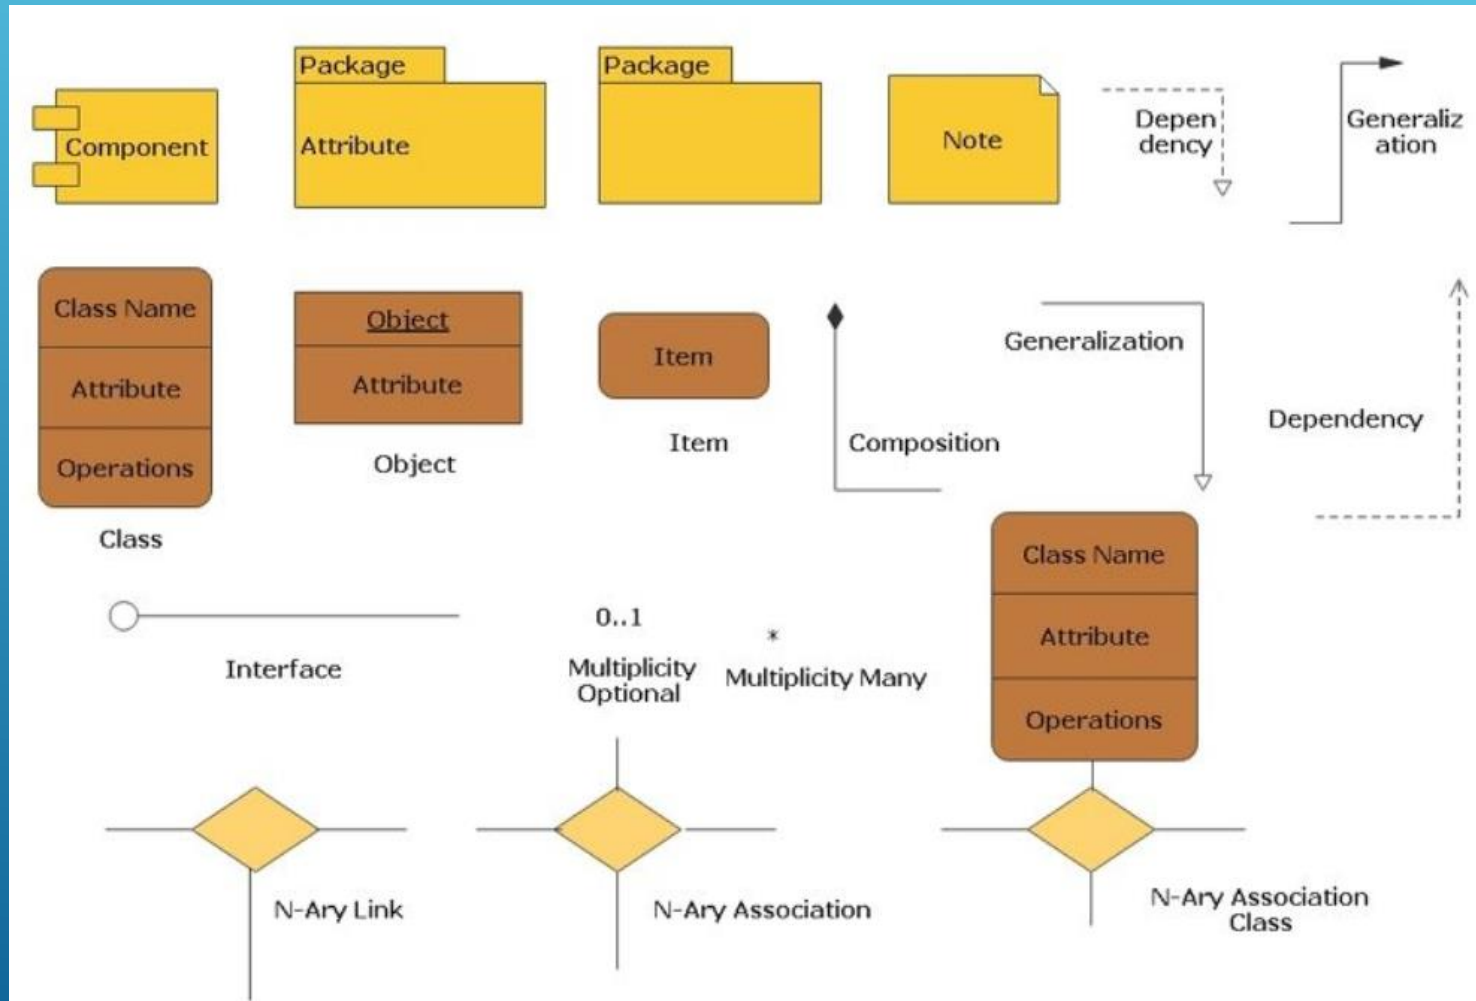 Package
Package
Component
Attribute
Note
Depen
dency
Generaliz
ation
Class Name
Attribute
Operations
Class
Object
Attribute
Object
Item
Item
Composition
Generalization
Dependency
Class Name
Attribute
Operations
Interface
0..1
Multiplicity
Optional
*
Multiplicity Many
N-Ary Link
N-Ary Association
N-Ary Association
Class